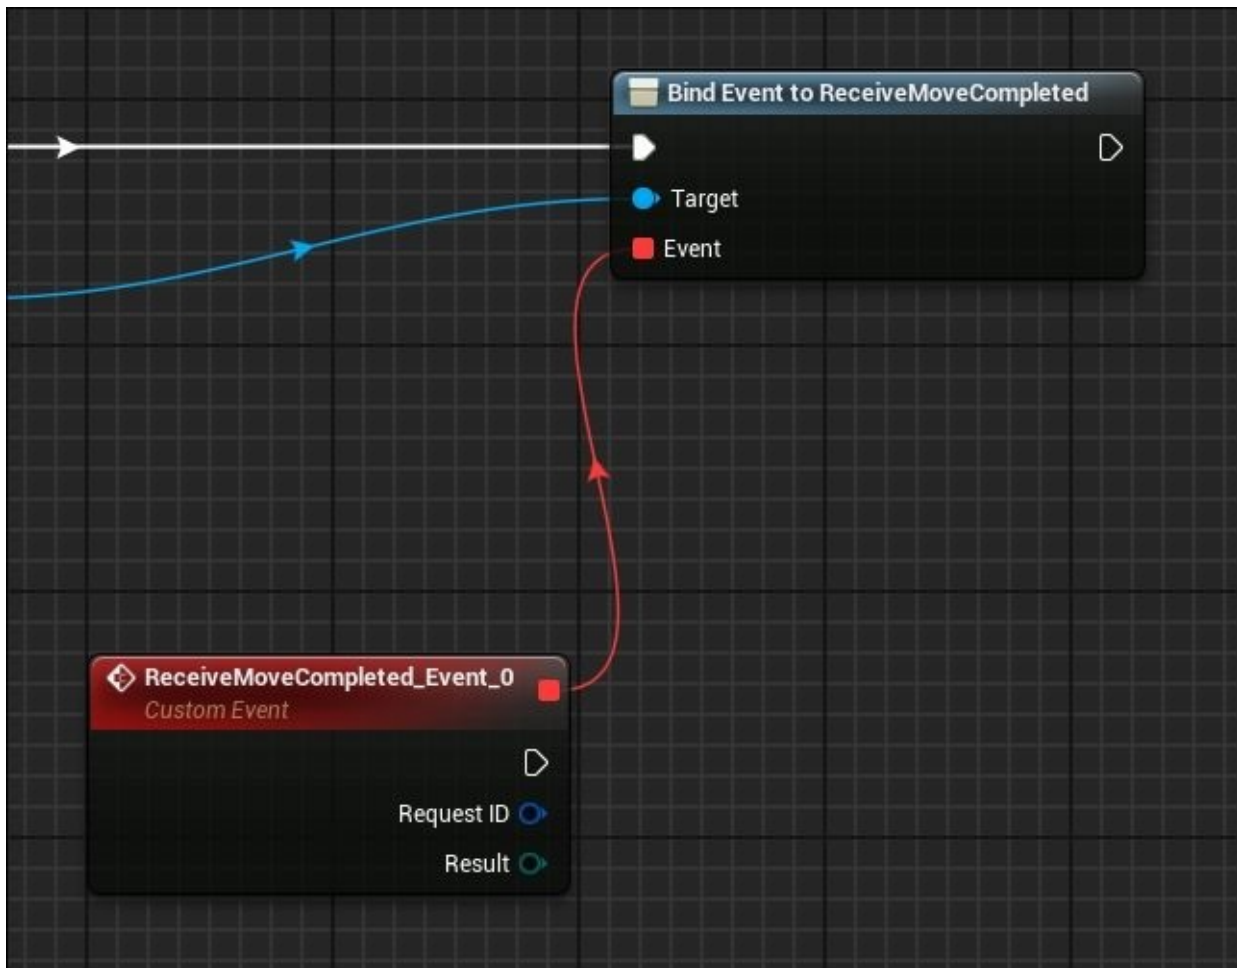 Bind Event to ReceiveMoveCompleted
Target
Event
ReceiveMoveCompleted_Event_0
Custom Event
Request ID
Result